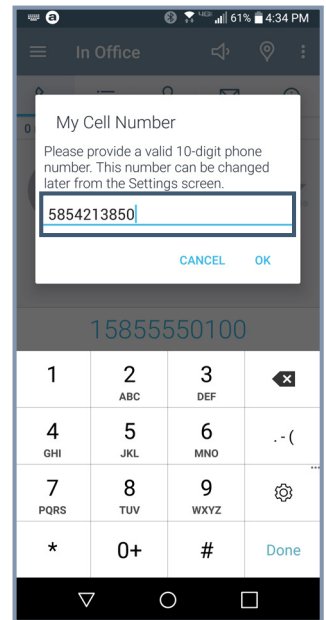 a 4G 61% 4:34 PM
In Office
0
My Cell Number
Please provide a valid 10-digit phone
number. This number can be changed
later from the Settings screen.
5854213850
CANCEL OK
15855550100
1 2 3
ABC DEF
4 5 6 . - (
GHI JKL MNO
7 8 9
PQRS TUV WXYZ
* 0+ # Done